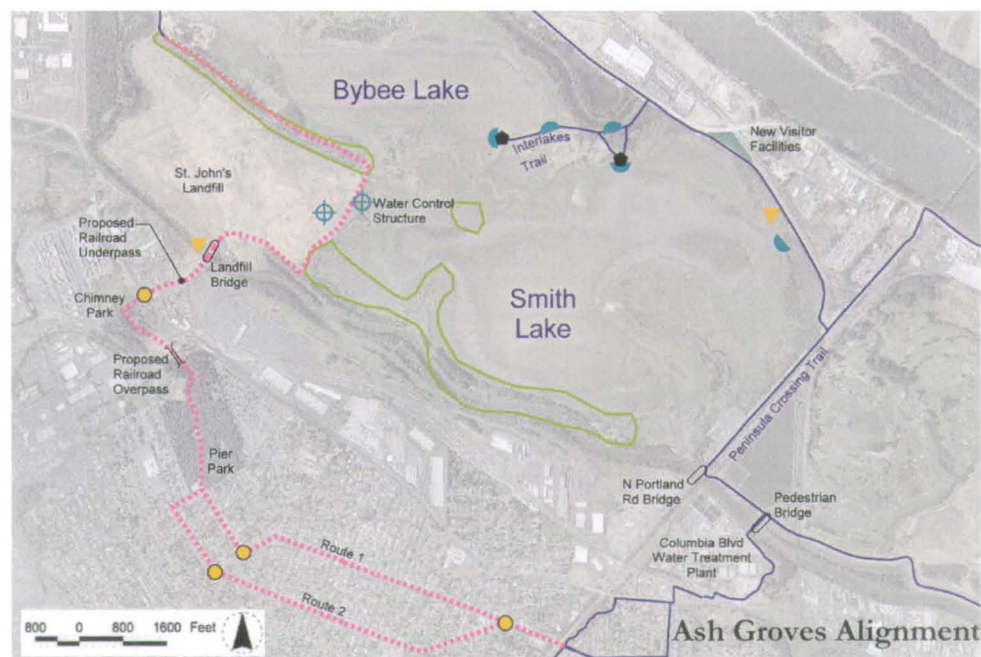 Bybee Lake
Interlakes
Trail
New Visitor
Facilities
St. John's
Landfill
Water Control
Structure
Proposed
Railroad
Underpass
Landfill
Bridge
Chimney
Park
Smith
Lake
Proposed
Railroad
Overpass
Peninsula Crossing Trail
Pier
Park
N Portland
Rd Bridge
Pedestrian
Bridge
Columbia Blvd
Water Treatment
Plant
Route 1
Route 2
800 0 800 1600 Feet
Ash Groves Alignment